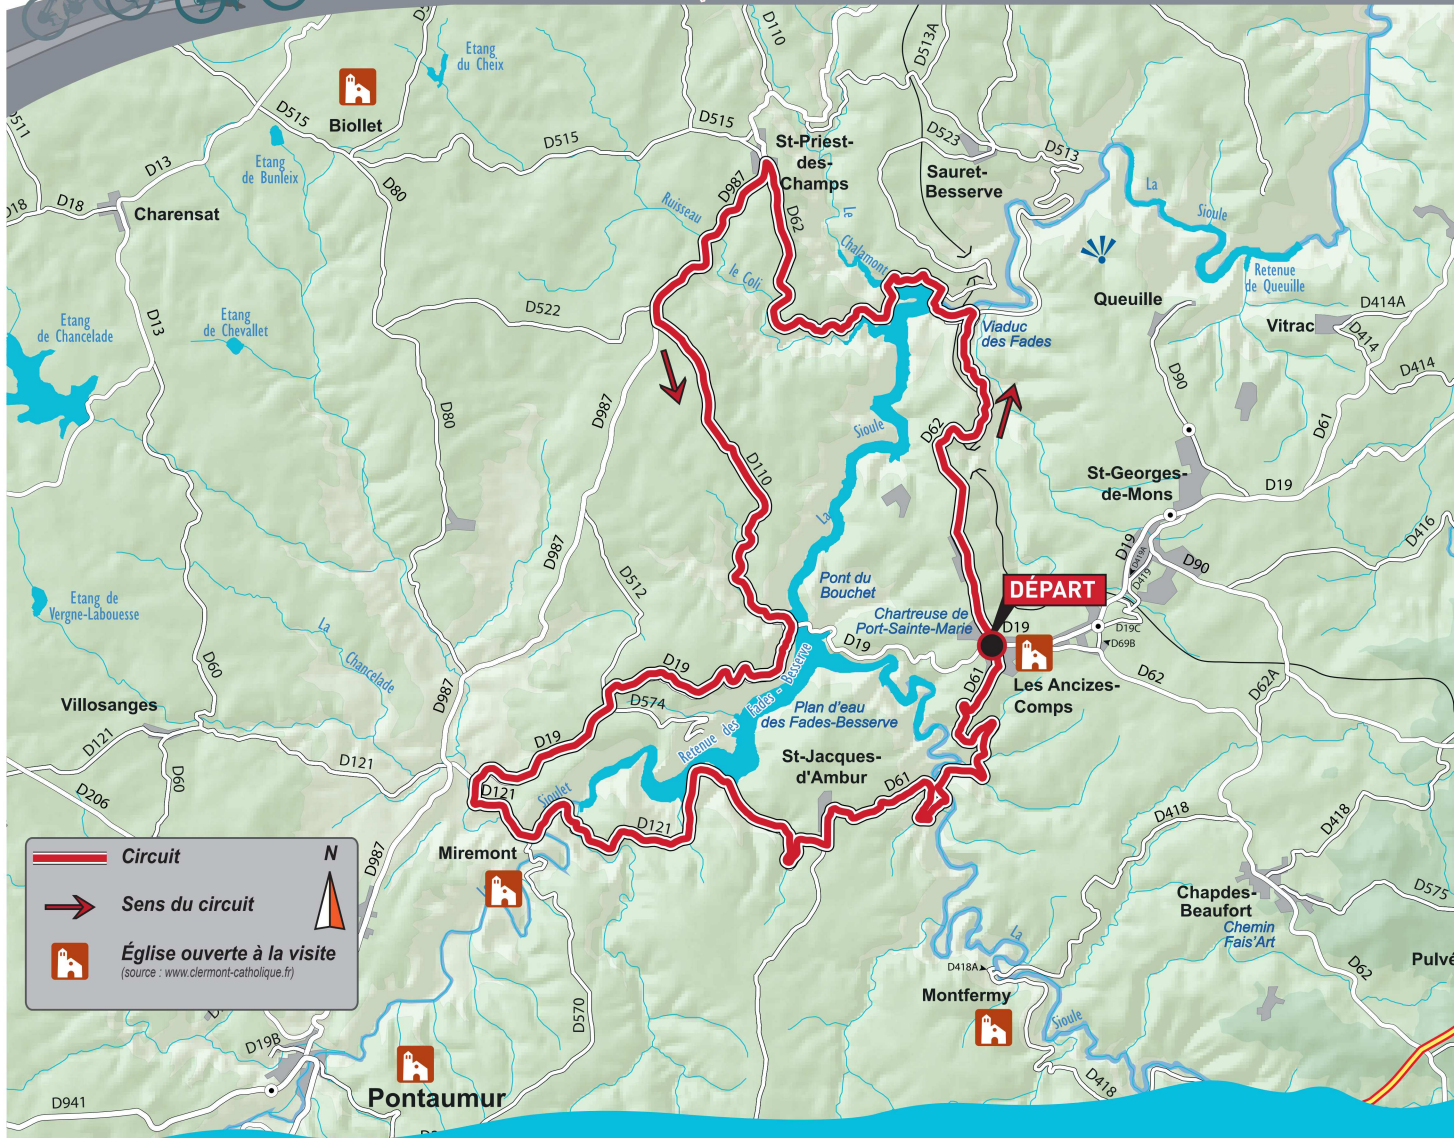 D110
D513A
Etang
du Cheix
D515
Biollet
D511
D515
D515
D523
D513
St-Priest-
des-
Champs
Sauret-
Besserve
D13
Etang
de Bunleix
D80
D987
D18
D18
Charensat
Ruisseau
D62
Le
Chalamont
La
Sioule
le Coli
Retenue
de Queuille
Queuille
D414A
Etang
de Chancelade
D13
Etang
de Chevallet
D522
Viaduc
des Fades
Vitrac
D414
D414
D90
D80
D987
Sioule
D62
D61
D110
St-Georges-
de-Mons
D19
La
D416
D19
D419A
D419
D90
D987
D512
Pont du
Bouchet
DÉPART
Etang de
Vergne-Labouesse
Chartreuse de
Port-Sainte-Marie
D19
D19C
D69B
La
Chancelade
D19
D19
D62
D60
D61
Les Ancizes-
Comps
D62A
D987
D574
Retenue des Fades - Besserve
Plan d'eau
des Fades-Besserve
Villosanges
D121
D19
St-Jacques-
d'Ambur
D121
D60
D206
D121
Sioulet
D61
D121
D418
D418
Miremont
D987
Circuit
N
Sens du circuit
Église ouverte à la visite
(source : www.clermont-catholique.fr)
Chapdes-
Beaufort
Chemin
Fais'Art
D575
La
D418A
Montfermy
D62
Pulvé
Sioule
D570
D19B
D418
Pontaumur
D941